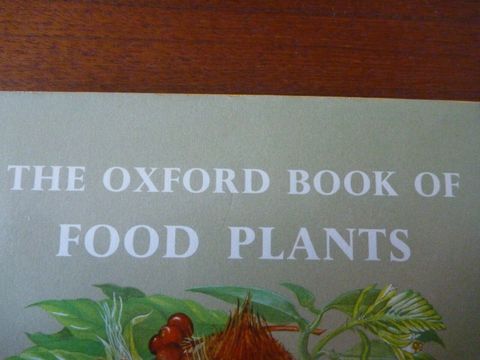 THE OXFORD BOOK OF
FOOD PLANTS